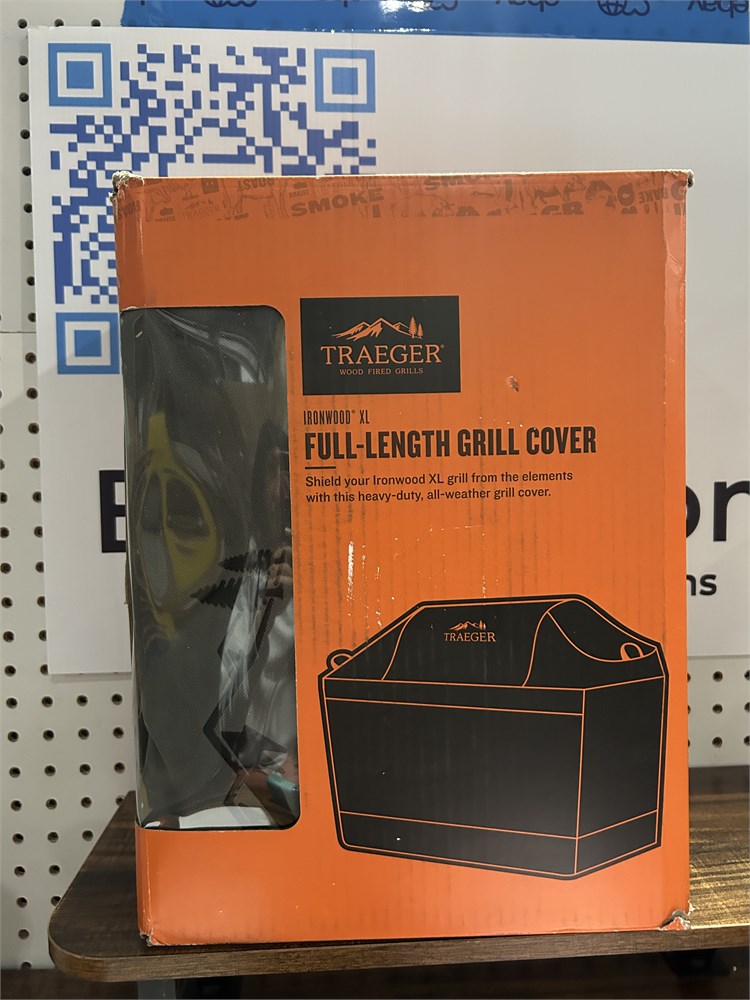 ebay
SMOKE
TRAEGER®
WOOD FIRED GRILLS
IRONWOOD® XL
FULL-LENGTH GRILL COVER
Shield your Ironwood XL grill from the elements
with this heavy-duty, all-weather grill cover.
TRAEGER